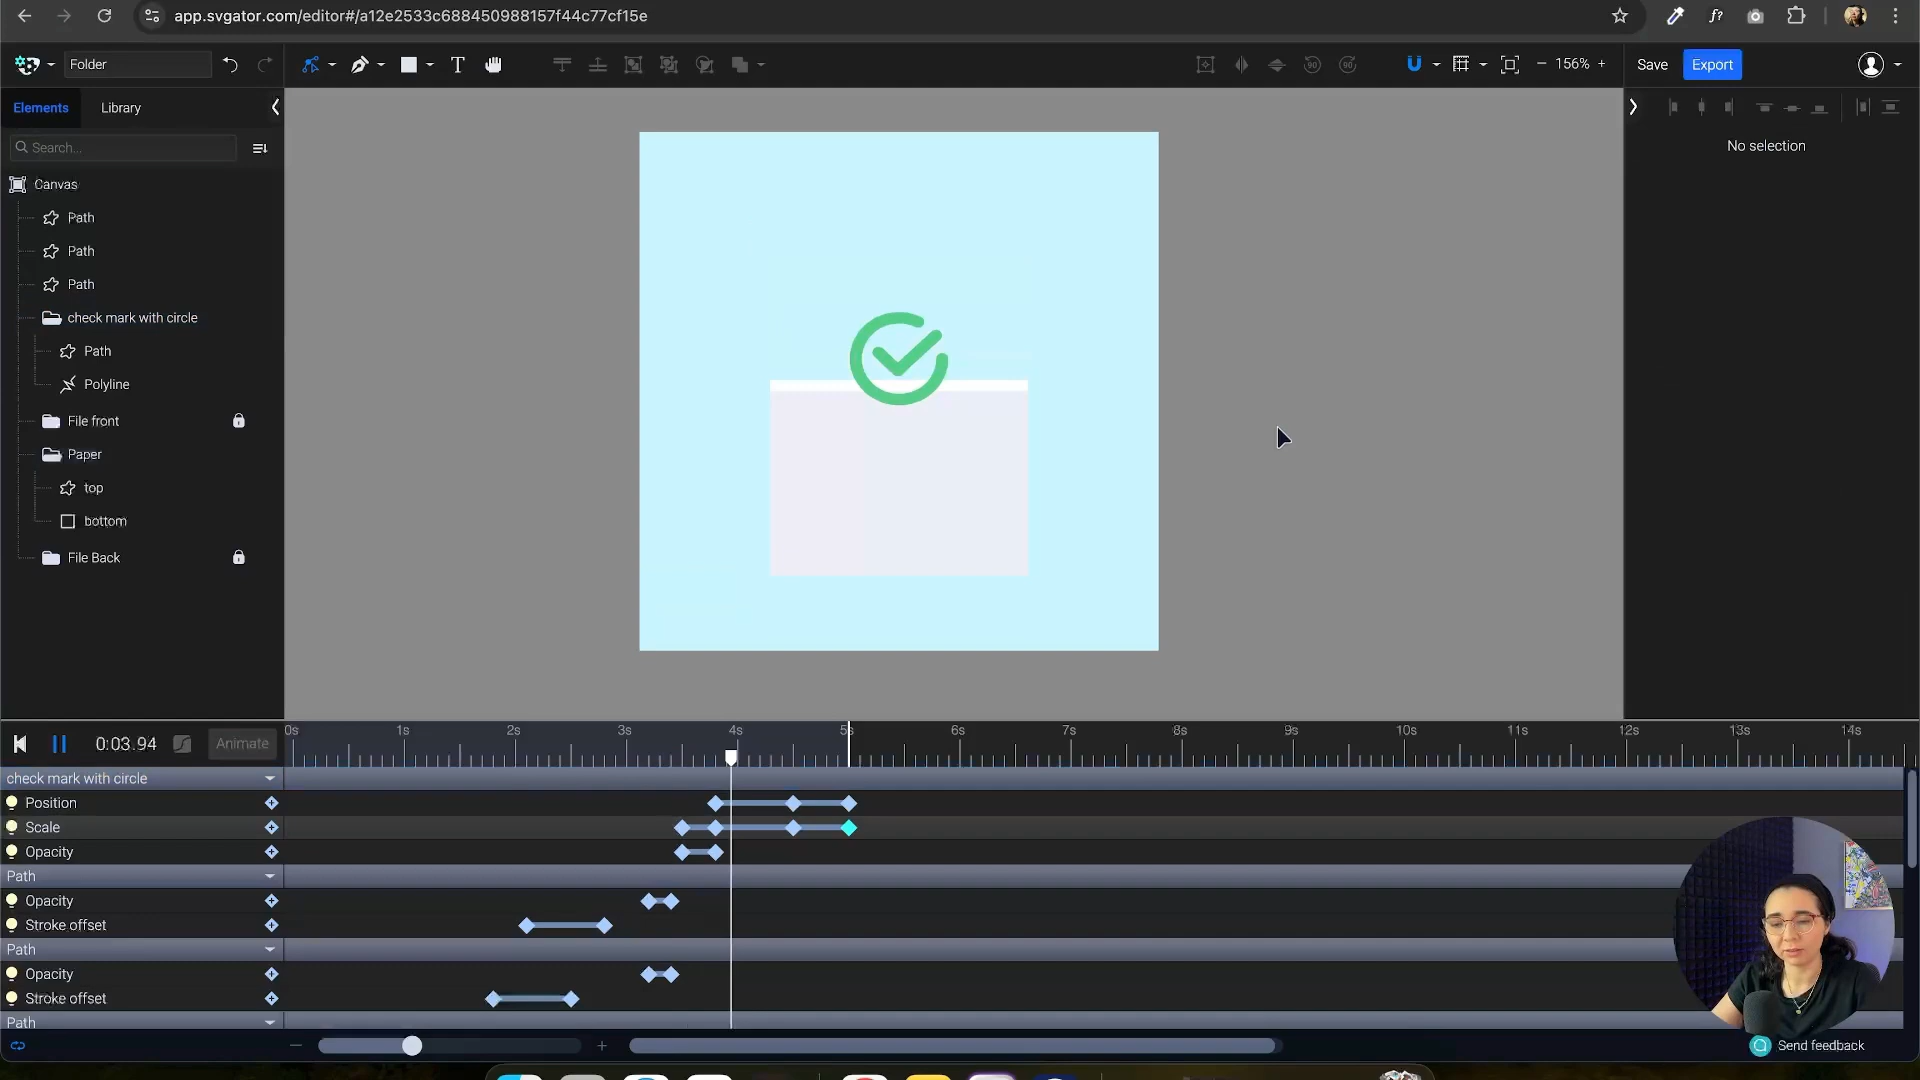 app.svgator.com/editor#/a12e2533c688450988157f44c77cf15e
Folder
T
156%
Save
Export
Elements
Library
Search...
No selection
Canvas
Path
Path
Path
check mark with circle
Path
Polyline
File front
Paper
top
bottom
File Back
0:03.94
Animate
0s
1s
2s
3s
4s
5s
6s
7s
8s
9s
10s
11s
12s
13s
14s
check mark with circle
Position
Scale
Opacity
Path
Opacity
Stroke offset
Path
Opacity
Stroke offset
Path
Send feedback